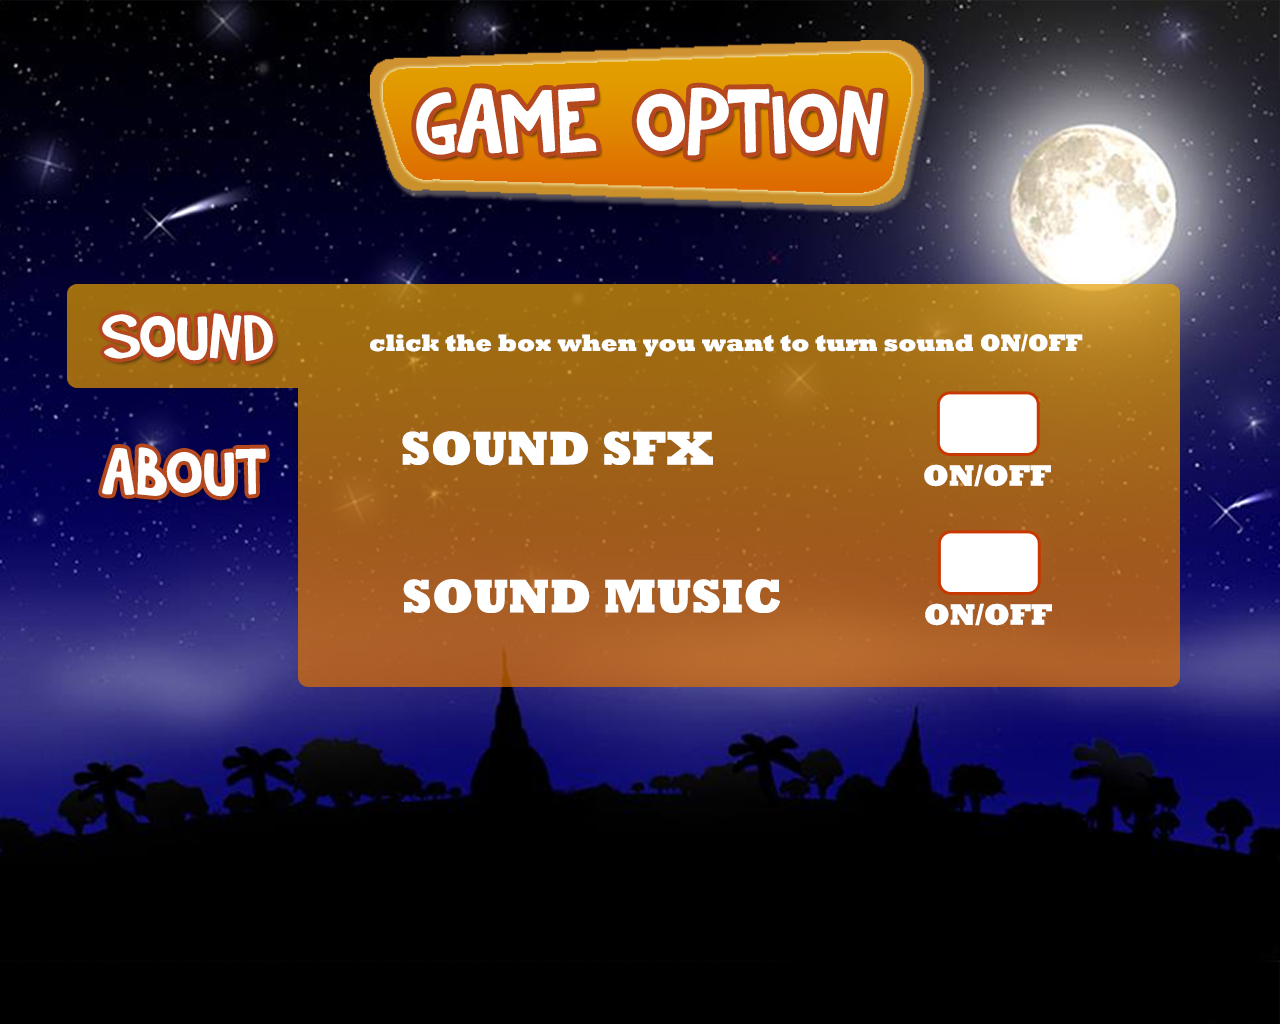 GAME OPTION
SOUND
click the box when you want to turn sound ON/OFF
ABOUT
SOUND SFX
ON/OFF
SOUND MUSIC
ON/OFF